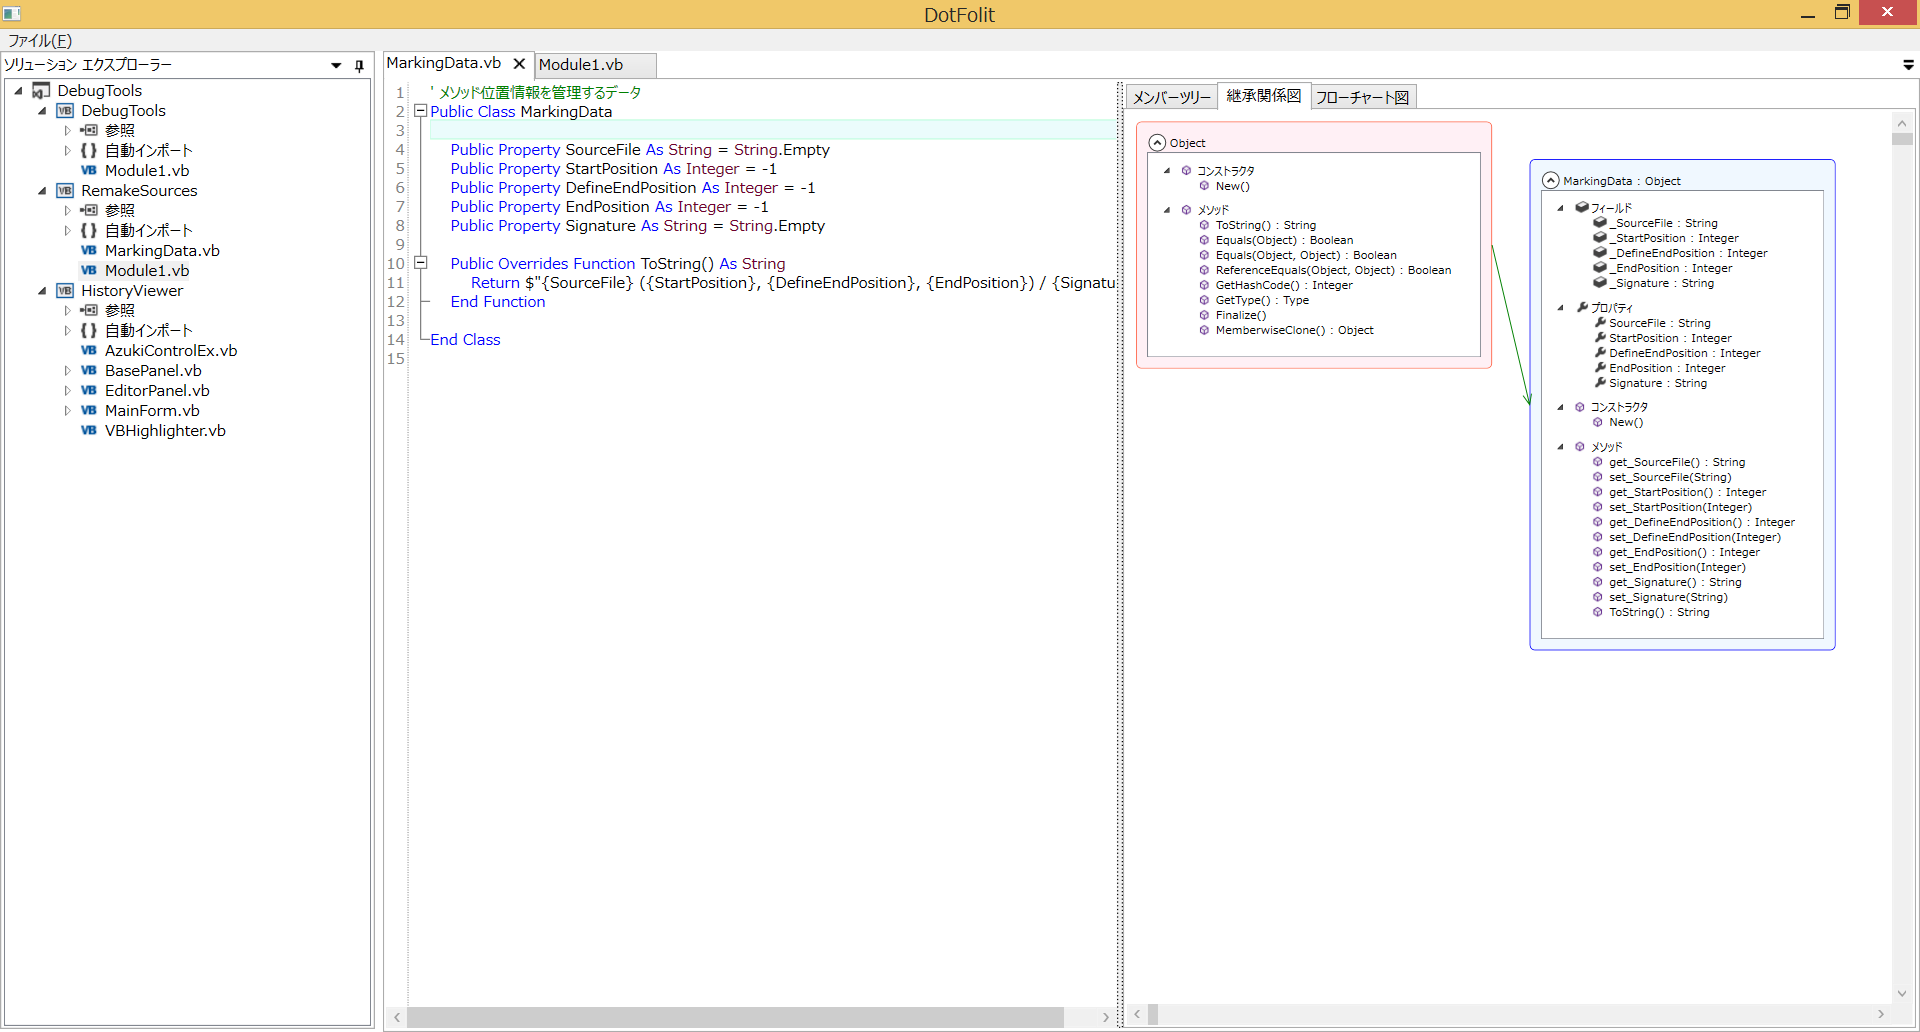 DotFolit
ファイル(F)
ソリューション エクスプローラー
DebugTools
DebugTools
参照
自動インポート
Module1.vb
RemakeSources
参照
自動インポート
MarkingData.vb
Module1.vb
HistoryViewer
参照
自動インポート
AzukiControlEx.vb
BasePanel.vb
EditorPanel.vb
MainForm.vb
VBHighlighter.vb
MarkingData.vb
Module1.vb
1 ' メソッド位置情報を管理するデータ
2 Public Class MarkingData
3
4 Public Property SourceFile As String = String.Empty
5 Public Property StartPosition As Integer = -1
6 Public Property DefineEndPosition As Integer = -1
7 Public Property EndPosition As Integer = -1
8 Public Property Signature As String = String.Empty
9
10 Public Overrides Function ToString() As String
11 Return $"{SourceFile} ({StartPosition}, {DefineEndPosition}, {EndPosition}) / {Signatu
12 End Function
13
14 End Class
15
メンバーツリー
継承関係図
フローチャート図
Object
コンストラクタ
New()
メソッド
ToString() : String
Equals(Object) : Boolean
Equals(Object, Object) : Boolean
ReferenceEquals(Object, Object) : Boolean
GetHashCode() : Integer
GetType() : Type
Finalize()
MemberwiseClone() : Object
MarkingData : Object
フィールド
_SourceFile : String
_StartPosition : Integer
_DefineEndPosition : Integer
_EndPosition : Integer
_Signature : String
プロパティ
SourceFile : String
StartPosition : Integer
DefineEndPosition : Integer
EndPosition : Integer
Signature : String
コンストラクタ
New()
メソッド
get_SourceFile() : String
set_SourceFile(String)
get_StartPosition() : Integer
set_StartPosition(Integer)
get_DefineEndPosition() : Integer
set_DefineEndPosition(Integer)
get_EndPosition() : Integer
set_EndPosition(Integer)
get_Signature() : String
set_Signature(String)
ToString() : String